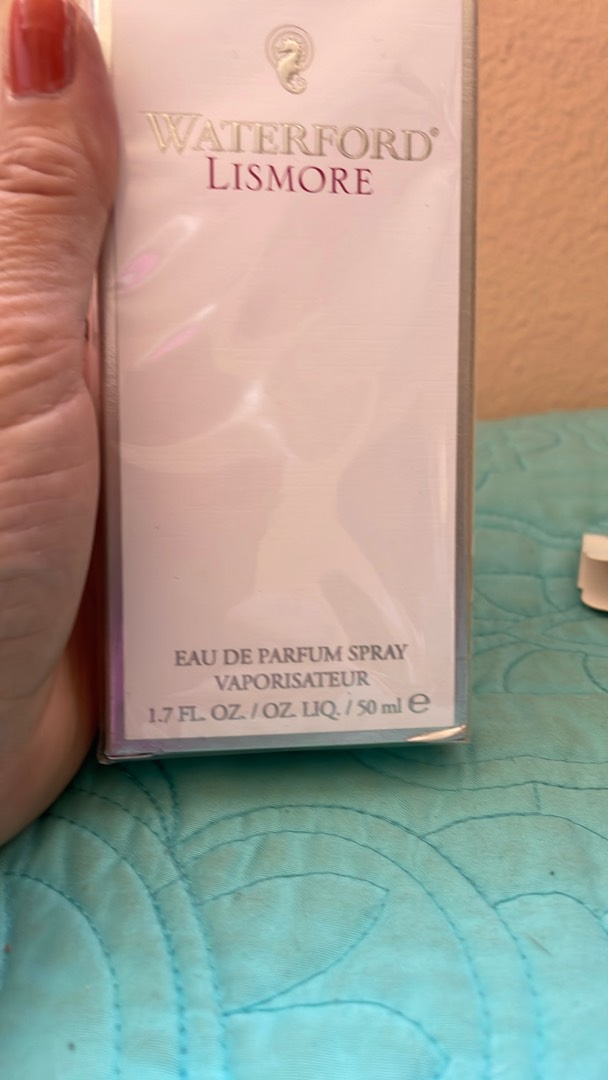 WATERFORD®
LISMORE
EAU DE PARFUM SPRAY
VAPORISATEUR
1.7 FL. OZ. / OZ. LIQ. / 50 ml ℮